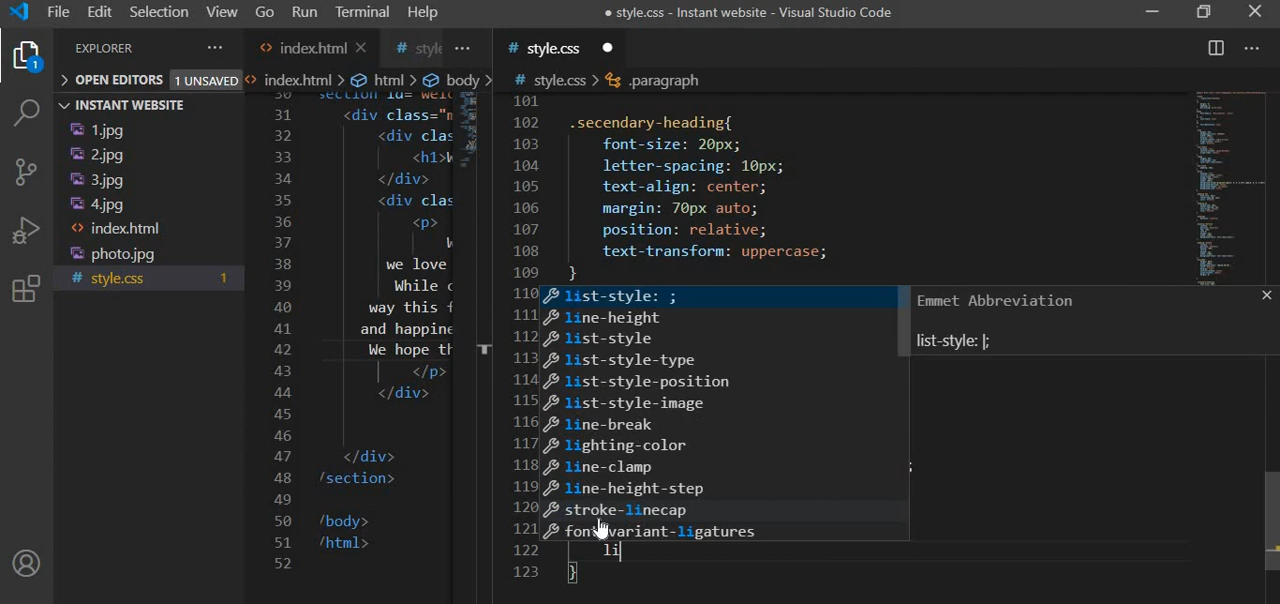 File Edit Selection View Go Run Terminal Help
● style.css - Instant website - Visual Studio Code
EXPLORER
OPEN EDITORS 1 UNSAVED
INSTANT WEBSITE
1.jpg
2.jpg
3.jpg
4.jpg
index.html
photo.jpg
style.css 1
1
index.html
index.html > html > body >
31 <div class="m
32 <div clas
33 <h1>W
34 </div>
35 <div clas
36 <p>
37 W
38 we love
39 While o
40 way this f
41 and happine
42 We hope th
43 </p>
44 </div>
45
46
47 </div>
48 /section>
49
50 /body>
51 /html>
52
style.css
style.css > .paragraph
101
102 .secendary-heading{
103 font-size: 20px;
104 letter-spacing: 10px;
105 text-align: center;
106 margin: 70px auto;
107 position: relative;
108 text-transform: uppercase;
109 }
110 list-style: ;
111 line-height
112 list-style
113 list-style-type
114 list-style-position
115 list-style-image
116 line-break
117 lighting-color
118 line-clamp
119 line-height-step
120 stroke-linecap
121 font-variant-ligatures
122 li
123 }
Emmet Abbreviation
list-style: |;